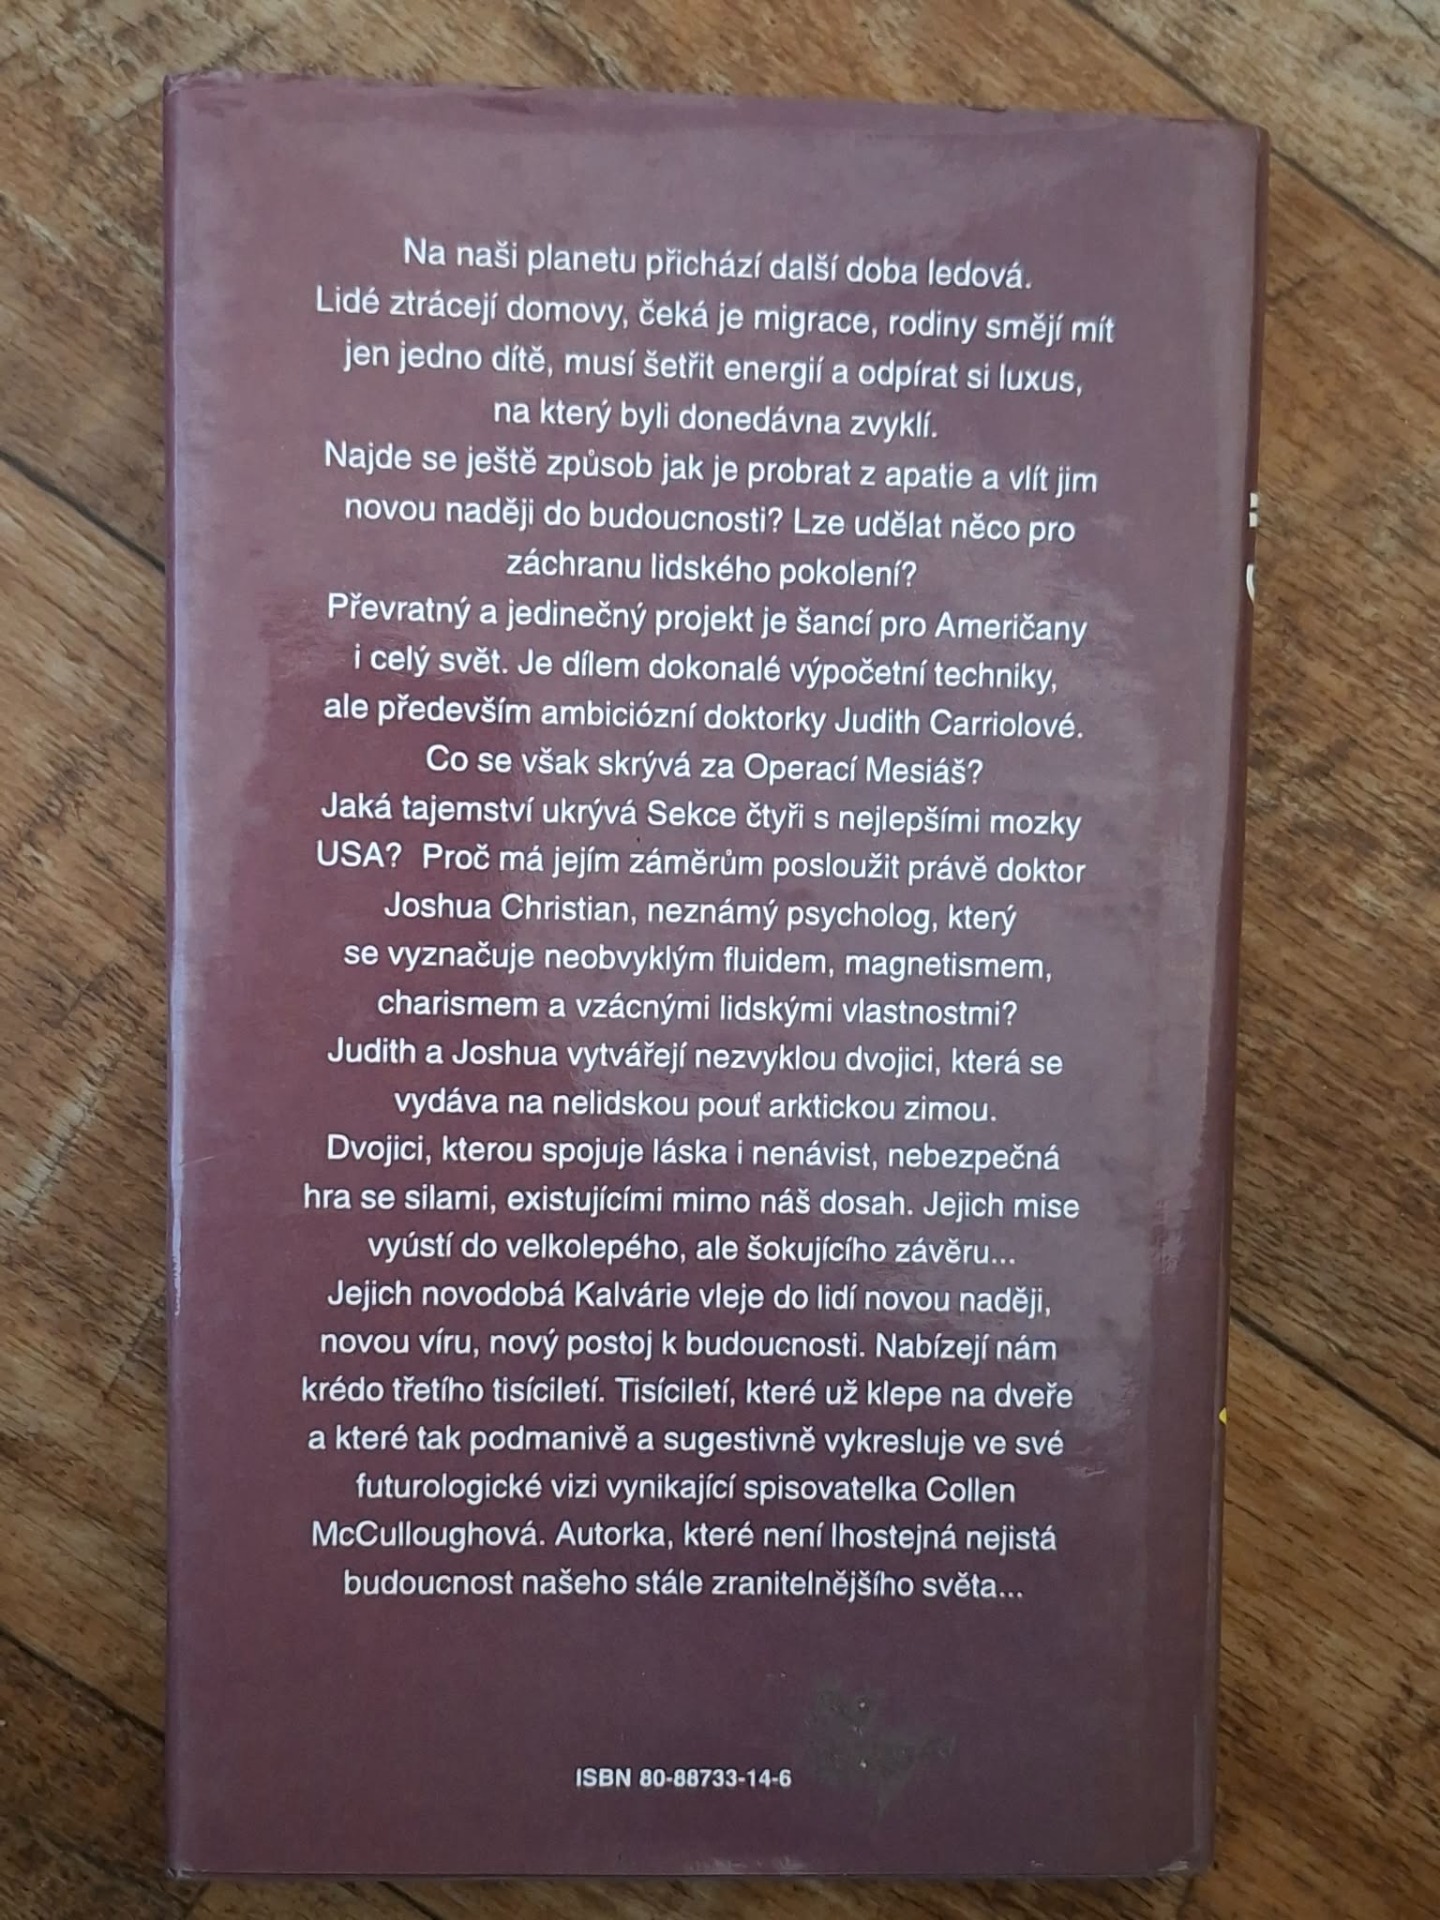 Na naši planetu přichází další doba ledová.
Lidé ztrácejí domovy, čeká je migrace, rodiny smějí mít
jen jedno dítě, musí šetřit energií a odpírat si luxus,
na který byli donedávna zvyklí.
Najde se ještě způsob jak je probrat z apatie a vlít jim
novou naději do budoucnosti? Lze udělat něco pro
záchranu lidského pokolení?
Převratný a jedinečný projekt je šancí pro Američany
i celý svět. Je dílem dokonalé výpočetní techniky,
ale především ambiciózní doktorky Judith Carriolové.
Co se však skrývá za Operací Mesiáš?
Jaká tajemství ukrývá Sekce čtyři s nejlepšími mozky
USA? Proč má jejím záměrům posloužit právě doktor
Joshua Christian, neznámý psycholog, který
se vyznačuje neobvyklým fluidem, magnetismem,
charismem a vzácnými lidskými vlastnostmi?
Judith a Joshua vytvářejí nezvyklou dvojici, která se
vydáva na nelidskou pouť arktickou zimou.
Dvojici, kterou spojuje láska i nenávist, nebezpečná
hra se silami, existujícími mimo náš dosah. Jejich mise
vyústí do velkolepého, ale šokujícího závěru...
Jejich novodobá Kalvárie vleje do lidí novou naději,
novou víru, nový postoj k budoucnosti. Nabízejí nám
krédo třetího tisíciletí. Tisíciletí, které už klepe na dveře
a které tak podmanivě a sugestivně vykresluje ve své
futurologické vizi vynikající spisovatelka Collen
McCulloughová. Autorka, které není lhostejná nejistá
budoucnost našeho stále zranitelnějšího světa...
ISBN 80-88733-14-6